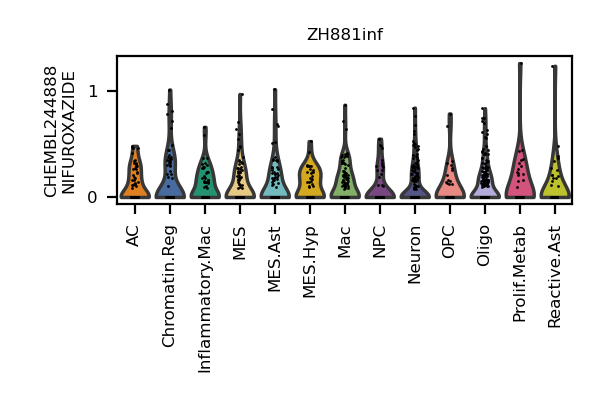 ZH881inf
CHEMBL244888
NIFUROXAZIDE
1
0
AC
Chromatin.Reg
Inflammatory.Mac
MES
MES.Ast
MES.Hyp
Mac
NPC
Neuron
OPC
Oligo
Prolif.Metab
Reactive.Ast